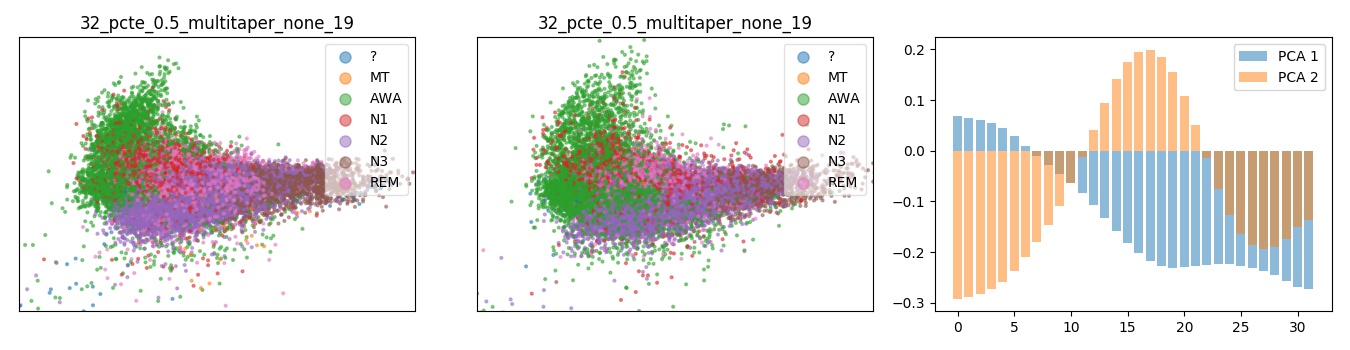 32_pcte_0.5_multitaper_none_19
?
MT
AWA
N1
N2
N3
REM
32_pcte_0.5_multitaper_none_19
?
MT
AWA
N1
N2
N3
REM
PCA 1
PCA 2
0.2
0.1
0.0
−0.1
−0.2
−0.3
0 5 10 15 20 25 30